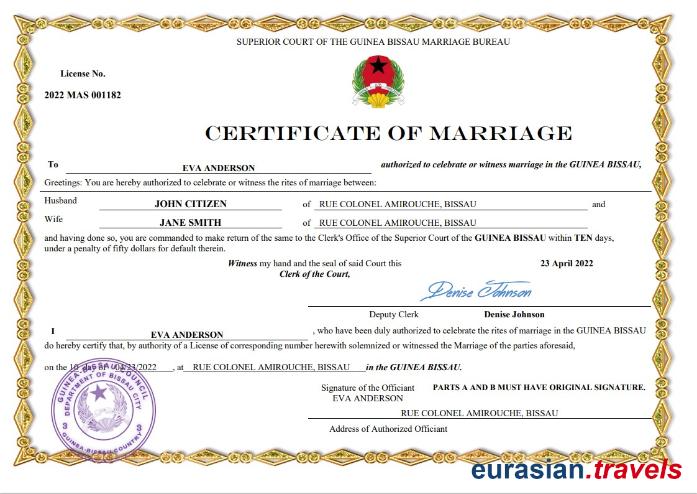 SUPERIOR COURT OF THE GUINEA BISSAU MARRIAGE BUREAU
License No.
2022 MAS 001182
CERTIFICATE OF MARRIAGE
To EVA ANDERSON authorized to celebrate or witness marriage in the GUINEA BISSAU,
Greetings: You are hereby authorized to celebrate or witness the rites of marriage between:
Husband JOHN CITIZEN of RUE COLONEL AMIROUCHE, BISSAU and
Wife JANE SMITH of RUE COLONEL AMIROUCHE, BISSAU
and having done so, you are commanded to make return of the same to the Clerk's Office of the Superior Court of the GUINEA BISSAU within TEN days,
under a penalty of fifty dollars for default therein.
Witness my hand and the seal of said Court this 23 April 2022
Clerk of the Court,
Denise Johnson
Deputy Clerk Denise Johnson
I EVA ANDERSON , who have been duly authorized to celebrate the rites of marriage in the GUINEA BISSAU
do hereby certify that, by authority of a License of corresponding number herewith solemnized or witnessed the Marriage of the parties aforesaid,
on the 10 day of 04/23/2022 , at RUE COLONEL AMIROUCHE, BISSAU in the GUINEA BISSAU.
GUINEA-BISSAU COUNCIL
DEPARTMENT OF BISSAU CITY
3 3
GUINEA-BISSAU COUNTRY
Signature of the Officiant PARTS A AND B MUST HAVE ORIGINAL SIGNATURE.
EVA ANDERSON
RUE COLONEL AMIROUCHE, BISSAU
Address of Authorized Officiant
eurasian.travels